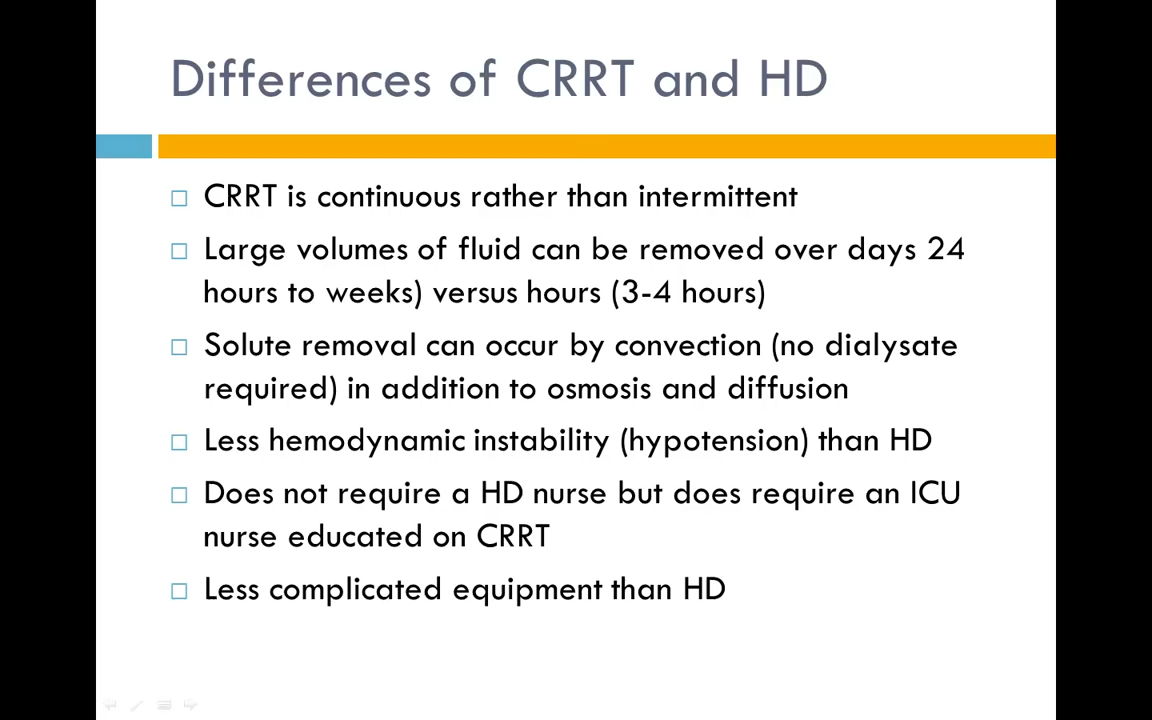 Differences of CRRT and HD
CRRT is continuous rather than intermittent
Large volumes of fluid can be removed over days 24
hours to weeks) versus hours (3-4 hours)
Solute removal can occur by convection (no dialysate
required) in addition to osmosis and diffusion
Less hemodynamic instability (hypotension) than HD
Does not require a HD nurse but does require an ICU
nurse educated on CRRT
Less complicated equipment than HD